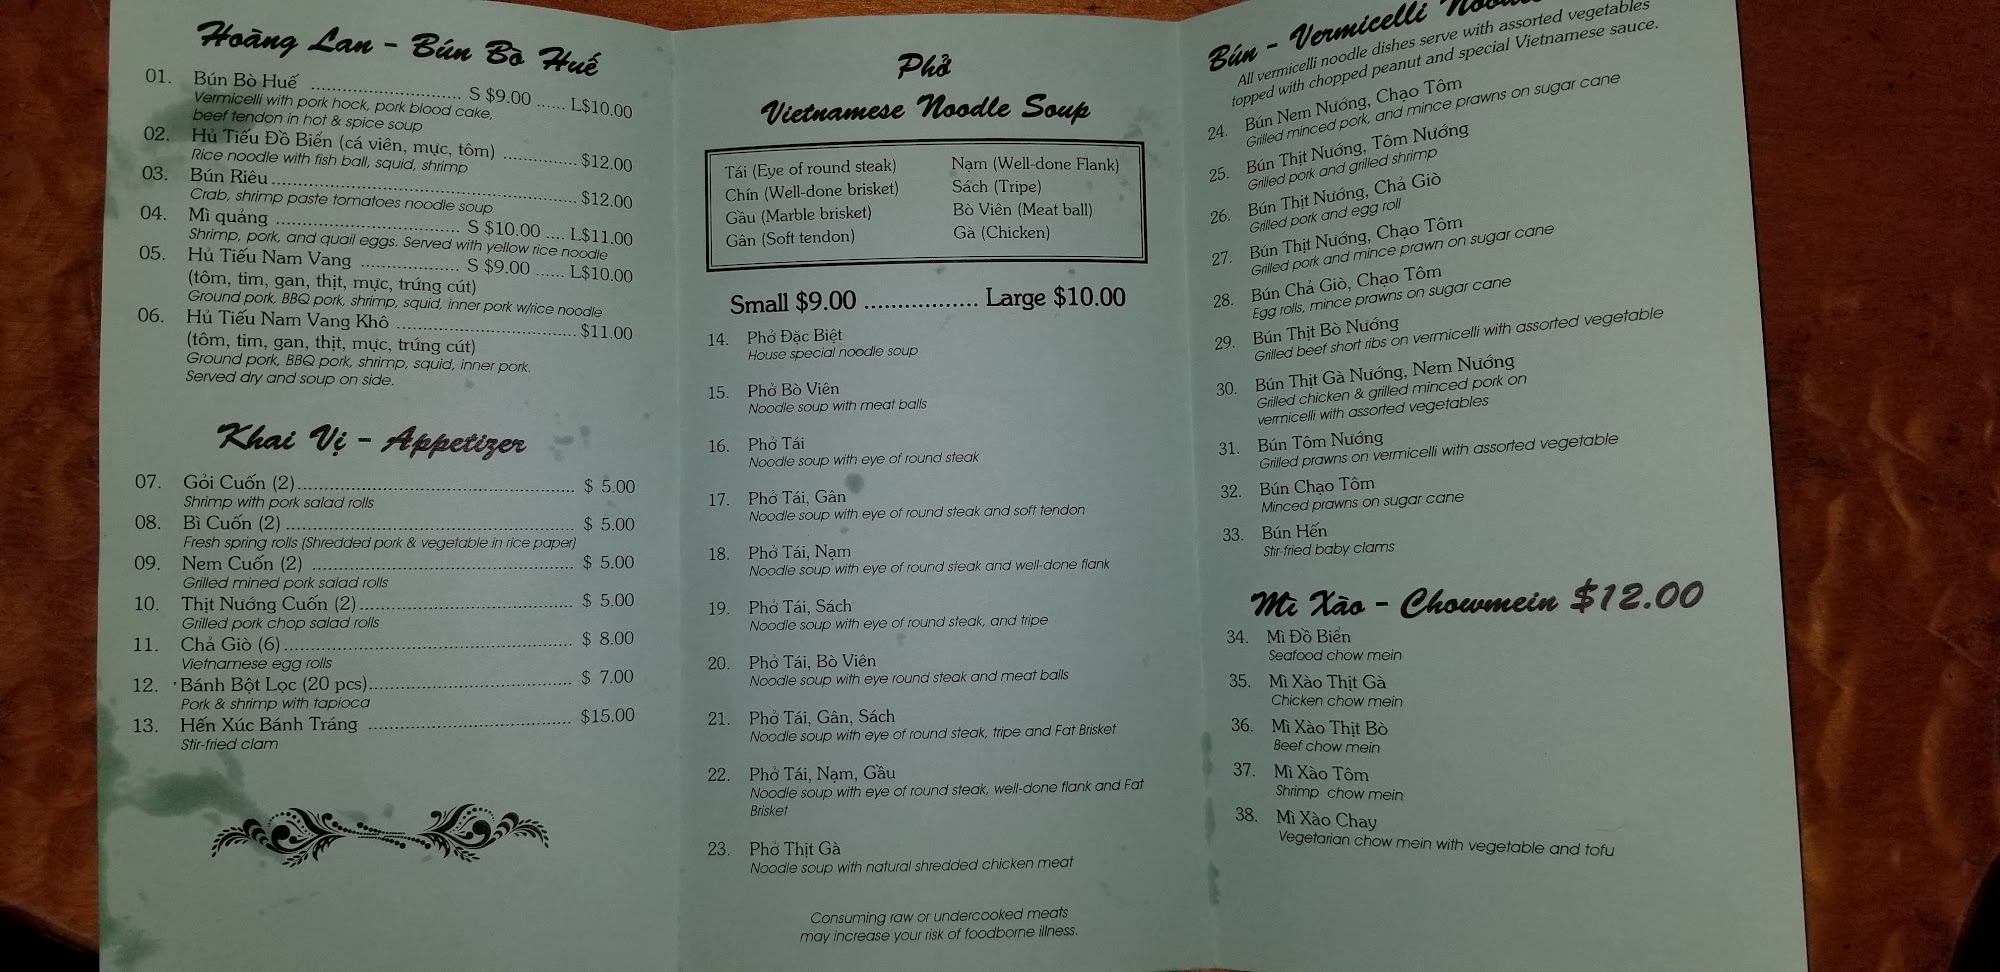 Hoàng Lan - Bún Bò Huế
01. Bún Bò Huế ........................... S $9.00 ...... L$10.00
Vermicelli with pork hock, pork blood cake,
beef tendon in hot & spice soup
02. Hủ Tiếu Đồ Biển (cá viên, mực, tôm) ............. $12.00
Rice noodle with fish ball, squid, shrimp
03. Bún Riêu ....................................................... $12.00
Crab, shrimp paste tomatoes noodle soup
04. Mì quảng ................................. S $10.00 .... L$11.00
Shrimp, pork, and quail eggs. Served with yellow rice noodle
05. Hủ Tiếu Nam Vang .................. S $9.00 ...... L$10.00
(tôm, tim, gan, thịt, mực, trứng cút)
Ground pork, BBQ pork, shrimp, squid, inner pork w/rice noodle
06. Hủ Tiếu Nam Vang Khô ................................ $11.00
(tôm, tim, gan, thịt, mực, trứng cút)
Ground pork, BBQ pork, shrimp, squid, inner pork.
Served dry and soup on side.
Khai Vị - Appetizer
07. Gỏi Cuốn (2) .................................................. $ 5.00
Shrimp with pork salad rolls
08. Bì Cuốn (2) .................................................... $ 5.00
Fresh spring rolls (Shredded pork & vegetable in rice paper)
09. Nem Cuốn (2) ............................................... $ 5.00
Grilled mined pork salad rolls
10. Thịt Nướng Cuốn (2) ...................................... $ 5.00
Grilled pork chop salad rolls
11. Chả Giò (6) .................................................... $ 8.00
Vietnamese egg rolls
12. Bánh Bột Lọc (20 pcs) .................................... $ 7.00
Pork & shrimp with tapioca
13. Hến Xúc Bánh Tráng .................................... $15.00
Stir-fried clam
Phở
Vietnamese Noodle Soup
Tái (Eye of round steak) Nạm (Well-done Flank)
Chín (Well-done brisket) Sách (Tripe)
Gầu (Marble brisket) Bò Viên (Meat ball)
Gân (Soft tendon) Gà (Chicken)
Small $9.00 ................. Large $10.00
14. Phở Đặc Biệt
House special noodle soup
15. Phở Bò Viên
Noodle soup with meat balls
16. Phở Tái
Noodle soup with eye of round steak
17. Phở Tái, Gân
Noodle soup with eye of round steak and soft tendon
18. Phở Tái, Nạm
Noodle soup with eye of round steak and well-done flank
19. Phở Tái, Sách
Noodle soup with eye of round steak, and tripe
20. Phở Tái, Bò Viên
Noodle soup with eye round steak and meat balls
21. Phở Tái, Gân, Sách
Noodle soup with eye of round steak, tripe and Fat Brisket
22. Phở Tái, Nạm, Gầu
Noodle soup with eye of round steak, well-done flank and Fat
Brisket
23. Phở Thịt Gà
Noodle soup with natural shredded chicken meat
Consuming raw or undercooked meats
may increase your risk of foodborne illness.
Bún - Vermicelli
All vermicelli noodle dishes serve with assorted vegetables
topped with chopped peanut and special Vietnamese sauce.
24. Bún Nem Nướng, Chạo Tôm
Grilled minced pork, and mince prawns on sugar cane
25. Bún Thịt Nướng, Tôm Nướng
Grilled pork and grilled shrimp
26. Bún Thịt Nướng, Chả Giò
Grilled pork and egg roll
27. Bún Thịt Nướng, Chạo Tôm
Grilled pork and mince prawn on sugar cane
28. Bún Chả Giò, Chạo Tôm
Egg rolls, mince prawns on sugar cane
29. Bún Thịt Bò Nướng
Grilled beef short ribs on vermicelli with assorted vegetable
30. Bún Thịt Gà Nướng, Nem Nướng
Grilled chicken & grilled minced pork on
vermicelli with assorted vegetables
31. Bún Tôm Nướng
Grilled prawns on vermicelli with assorted vegetable
32. Bún Chạo Tôm
Minced prawns on sugar cane
33. Bún Hến
Stir-fried baby clams
Mì Xào - Chowmein $12.00
34. Mì Đồ Biển
Seafood chow mein
35. Mì Xào Thịt Gà
Chicken chow mein
36. Mì Xào Thịt Bò
Beef chow mein
37. Mì Xào Tôm
Shrimp chow mein
38. Mì Xào Chay
Vegetarian chow mein with vegetable and tofu